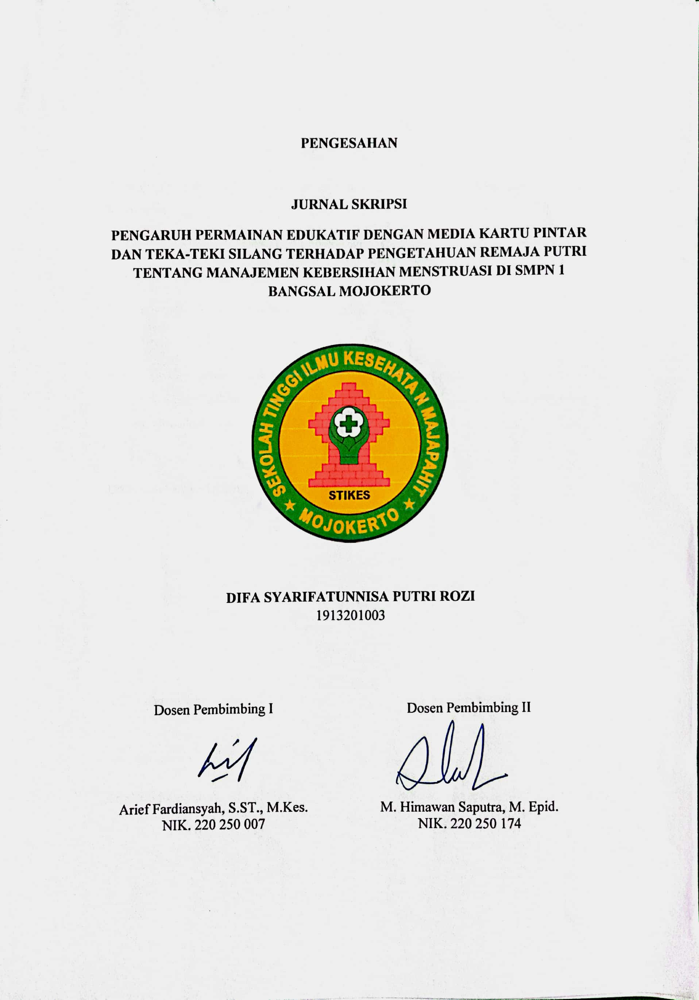 PENGESAHAN
JURNAL SKRIPSI
PENGARUH PERMAINAN EDUKATIF DENGAN MEDIA KARTU PINTAR
DAN TEKA-TEKI SILANG TERHADAP PENGETAHUAN REMAJA PUTRI
TENTANG MANAJEMEN KEBERSIHAN MENSTRUASI DI SMPN 1
BANGSAL MOJOKERTO
SEKOLAH TINGGI ILMU KESEHATA N MAJAPAHIT
STIKES
MOJOKERTO
DIFA SYARIFATUNNISA PUTRI ROZI
1913201003
Dosen Pembimbing I
Dosen Pembimbing II
Arief Fardiansyah, S.ST., M.Kes.
NIK. 220 250 007
M. Himawan Saputra, M. Epid.
NIK. 220 250 174